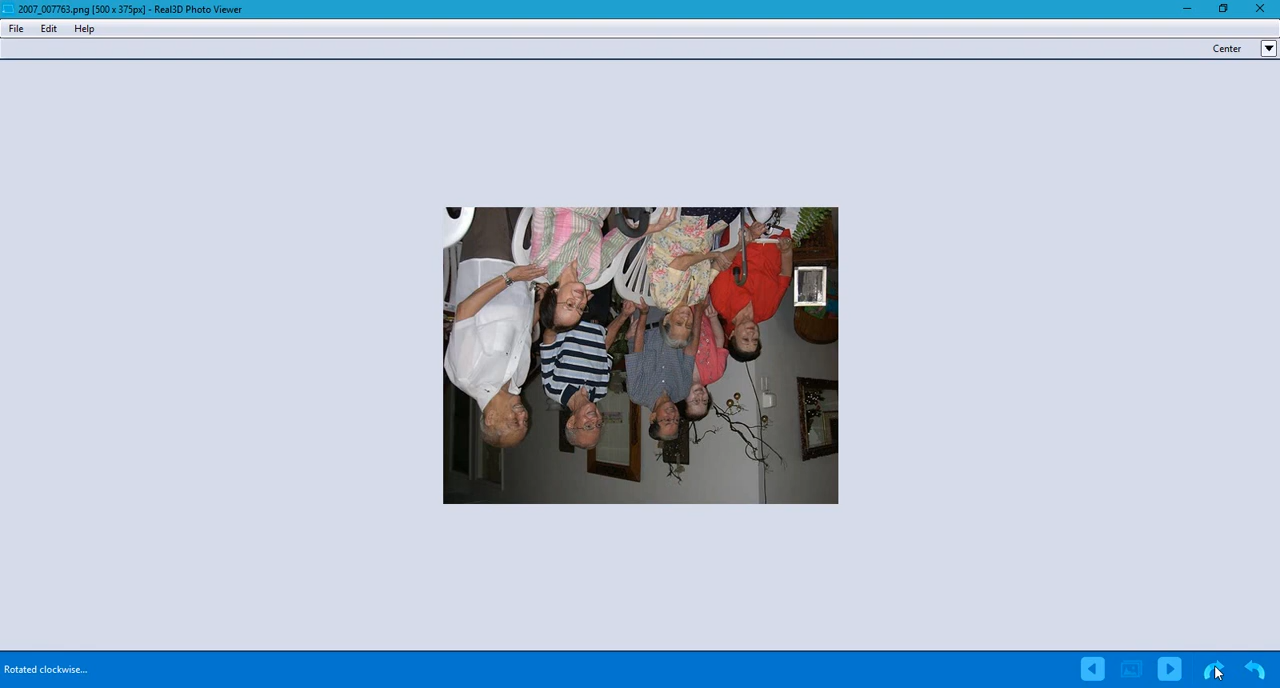 2007_007763.png [500 x 375px] - Real3D Photo Viewer
File Edit Help
Center
Rotated clockwise...